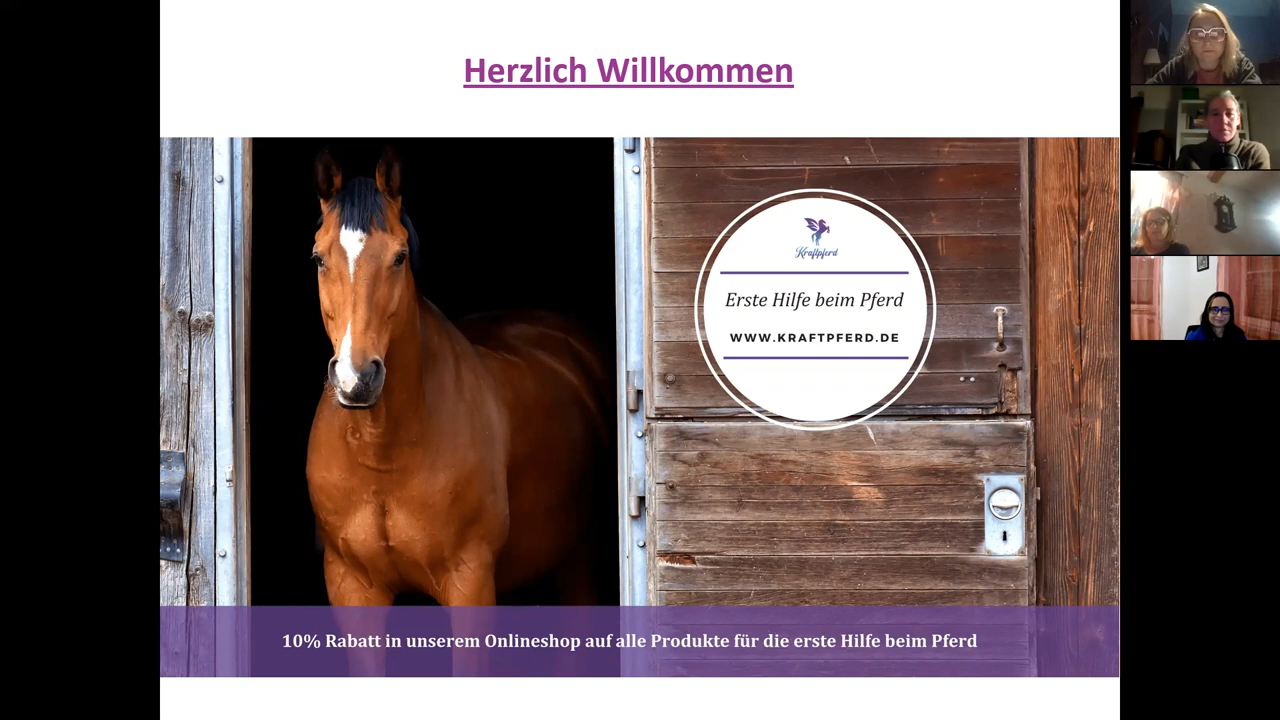 Herzlich Willkommen
Kraftpferd
Erste Hilfe beim Pferd
WWW.KRAFTPFERD.DE
10% Rabatt in unserem Onlineshop auf alle Produkte für die erste Hilfe beim Pferd